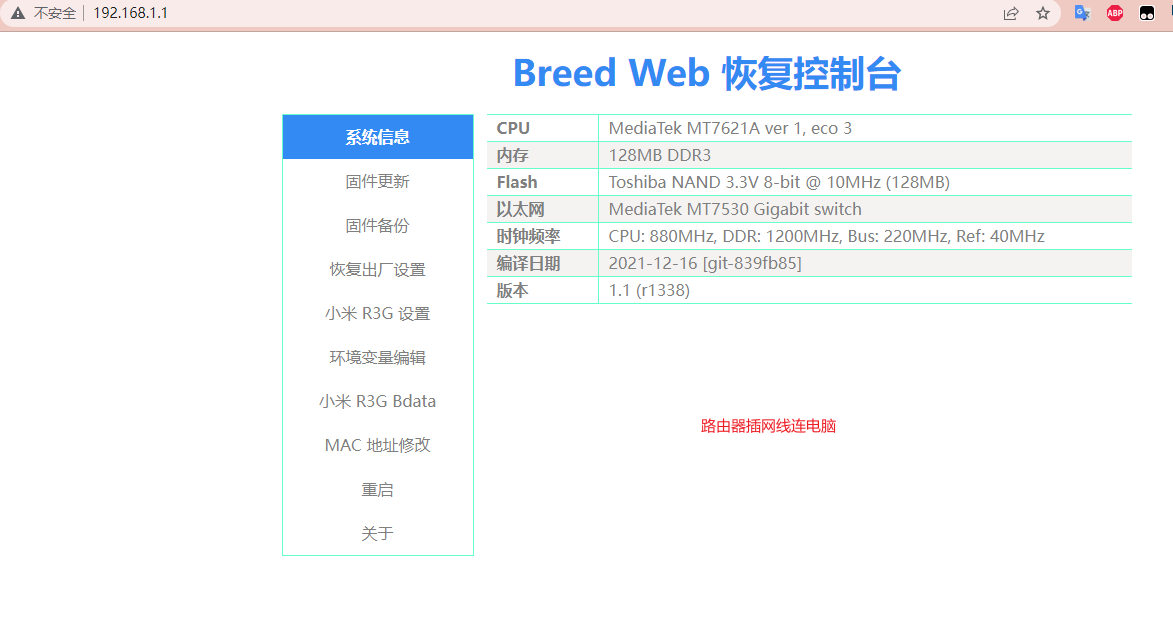 不安全 192.168.1.1
ABP
Breed Web 恢复控制台
系统信息
固件更新
固件备份
恢复出厂设置
小米 R3G 设置
环境变量编辑
小米 R3G Bdata
MAC 地址修改
重启
关于
CPU MediaTek MT7621A ver 1, eco 3
内存 128MB DDR3
Flash Toshiba NAND 3.3V 8-bit @ 10MHz (128MB)
以太网 MediaTek MT7530 Gigabit switch
时钟频率 CPU: 880MHz, DDR: 1200MHz, Bus: 220MHz, Ref: 40MHz
编译日期 2021-12-16 [git-839fb85]
版本 1.1 (r1338)
路由器插网线连电脑